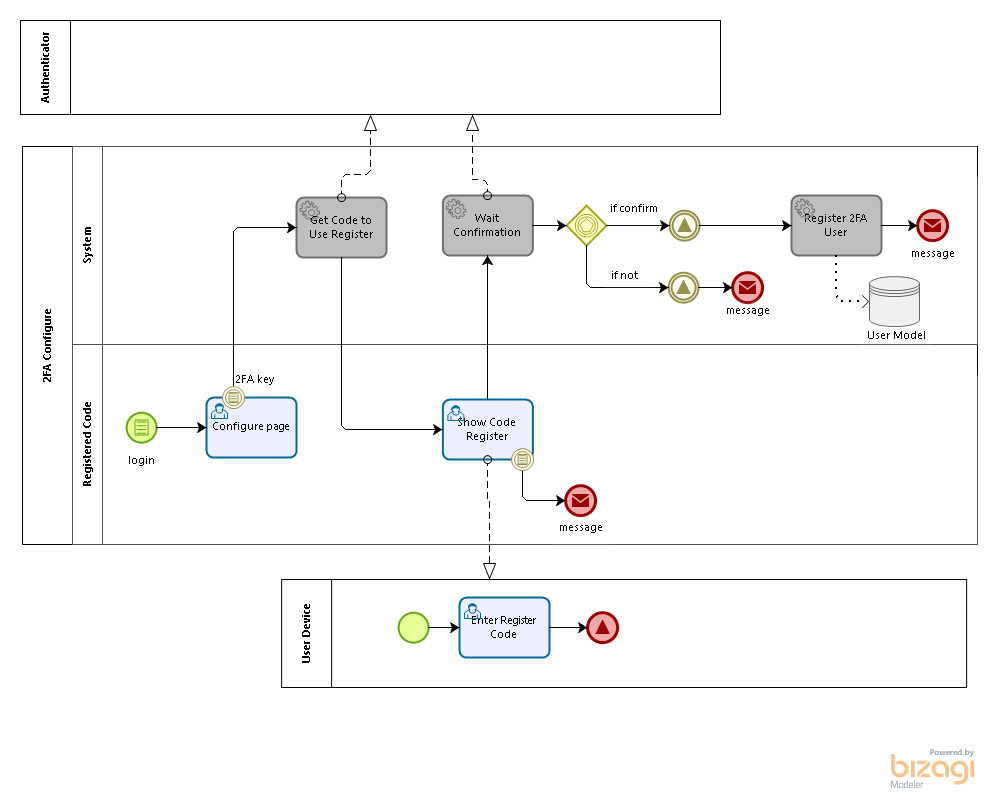 Authenticator
2FA Configure
System
Get Code to
Use Register
Wait
Confirmation
if confirm
Register 2FA
User
message
if not
message
User Model
Registered Code
2FA key
login
Configure page
Show Code
Register
message
User Device
Enter Register
Code
Powered by
bizagi
Modeler